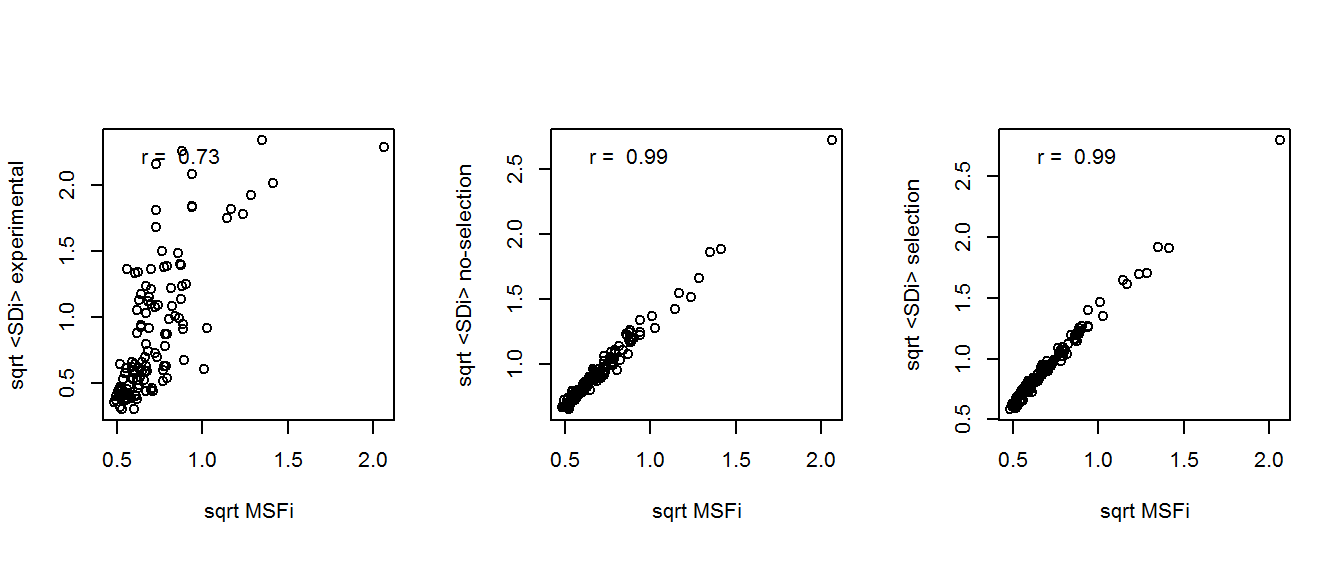 sqrt <SDi> experimental
2.0
1.5
1.0
0.5
r = 0.73
0.5 1.0 1.5 2.0
sqrt MSFi
sqrt <SDi> no-selection
2.5
2.0
1.5
1.0
r = 0.99
0.5 1.0 1.5 2.0
sqrt MSFi
sqrt <SDi> selection
2.5
2.0
1.5
1.0
0.5
r = 0.99
0.5 1.0 1.5 2.0
sqrt MSFi